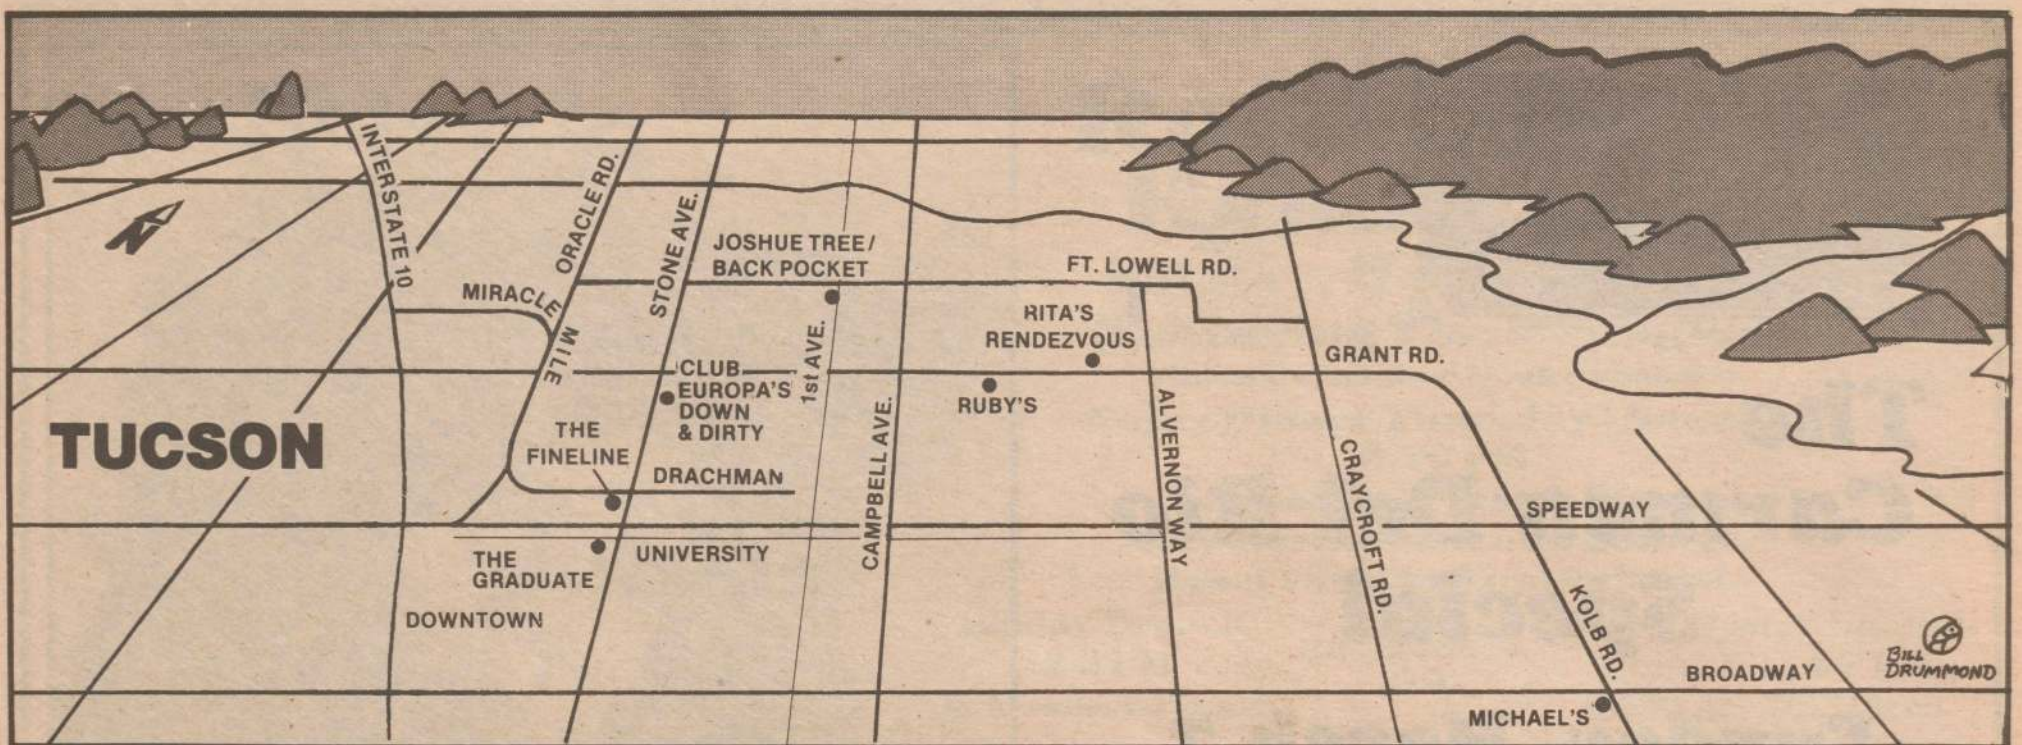 INTERSTATE 10
ORACLE RD.
STONE AVE.
JOSHUE TREE/
BACK POCKET
FT. LOWELL RD.
MIRACLE
MILE
RITA'S
RENDEZVOUS
GRANT RD.
1st AVE.
CLUB
EUROPA'S
DOWN
& DIRTY
RUBY'S
TUCSON
THE
FINELINE
DRACHMAN
CAMPBELL AVE.
ALVERNON WAY
CRAYCROFT RD.
SPEEDWAY
THE
GRADUATE
UNIVERSITY
DOWNTOWN
KOLB RD.
BROADWAY
MICHAEL'S
BILL
DRUMMOND
N